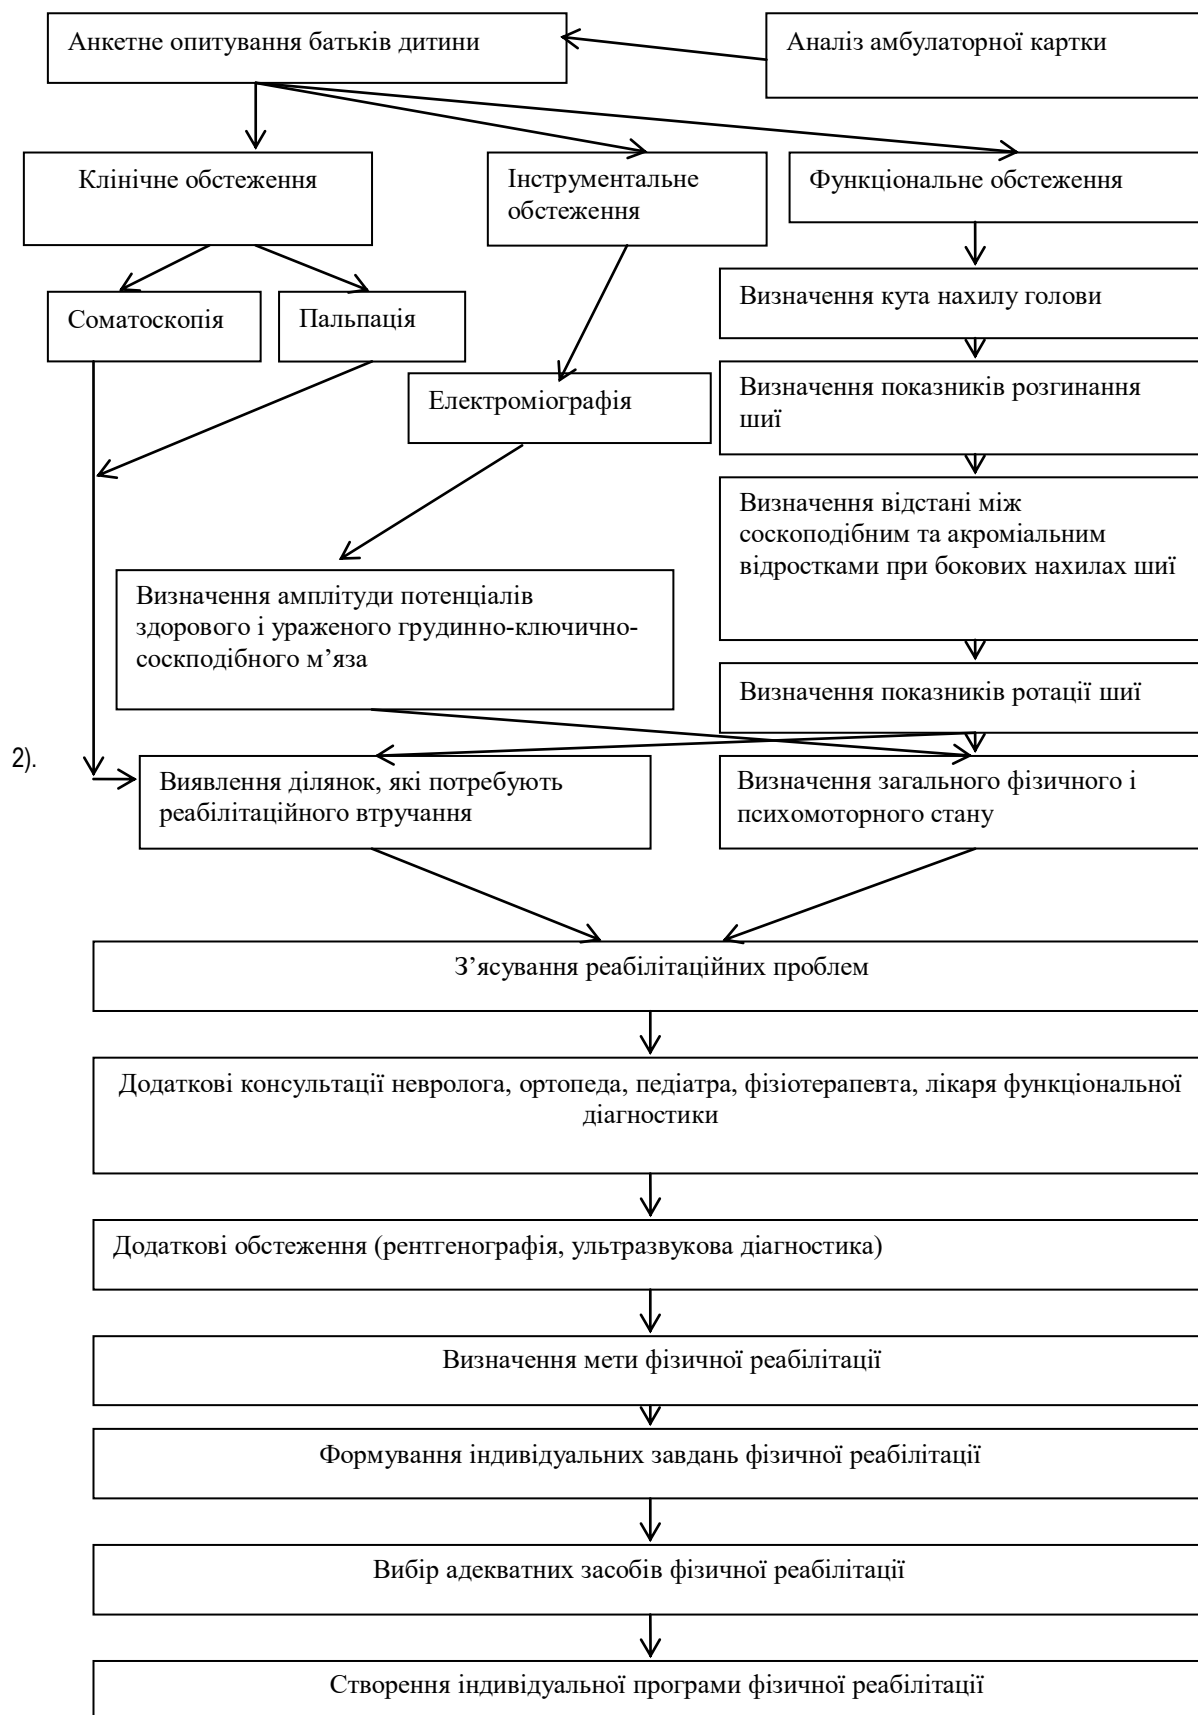 Анкетне опитування батьків дитини
Аналіз амбулаторної картки
Клінічне обстеження
Інструментальне
обстеження
Функціональне обстеження
Соматоскопія
Пальпація
Визначення кута нахилу голови
Електроміографія
Визначення показників розгинання
шиї
Визначення відстані між
соскоподібним та акроміальним
відростками при бокових нахилах шиї
Визначення амплітуди потенціалів
здорового і ураженого грудинно-ключично-
соскподібного м’яза
Визначення показників ротації шиї
2).
Виявлення ділянок, які потребують
реабілітаційного втручання
Визначення загального фізичного і
психомоторного стану
З’ясування реабілітаційних проблем
Додаткові консультації невролога, ортопеда, педіатра, фізіотерапевта, лікаря функціональної
діагностики
Додаткові обстеження (рентгенографія, ультразвукова діагностика)
Визначення мети фізичної реабілітації
Формування індивідуальних завдань фізичної реабілітації
Вибір адекватних засобів фізичної реабілітації
Створення індивідуальної програми фізичної реабілітації